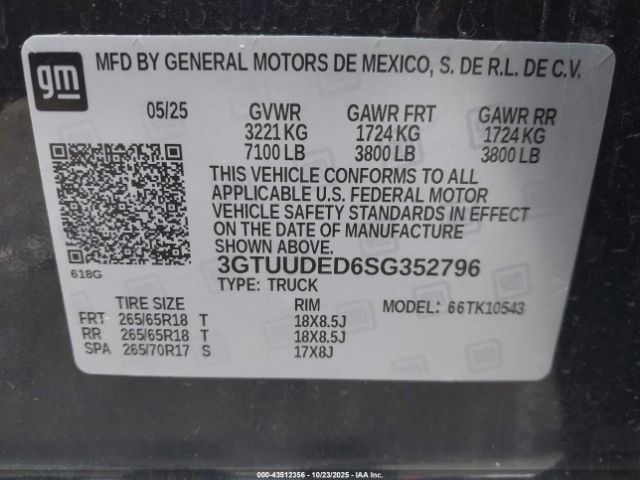 gm
MFD BY GENERAL MOTORS DE MEXICO, S. DE R.L. DE C.V.
05/25 GVWR GAWR FRT GAWR RR
3221 KG 1724 KG 1724 KG
7100 LB 3800 LB 3800 LB
THIS VEHICLE CONFORMS TO ALL
APPLICABLE U.S. FEDERAL MOTOR
VEHICLE SAFETY STANDARDS IN EFFECT
ON THE DATE OF MANUFACTURE
SHOWN ABOVE.
618G
3GTUUDED6SG352796
TYPE: TRUCK
TIRE SIZE RIM MODEL: 66TK10543
FRT 265/65R18 T 18X8.5J
RR 265/65R18 T 18X8.5J
SPA 265/70R17 S 17X8J
000-43512356 | 10/23/2025 | IAA Inc.